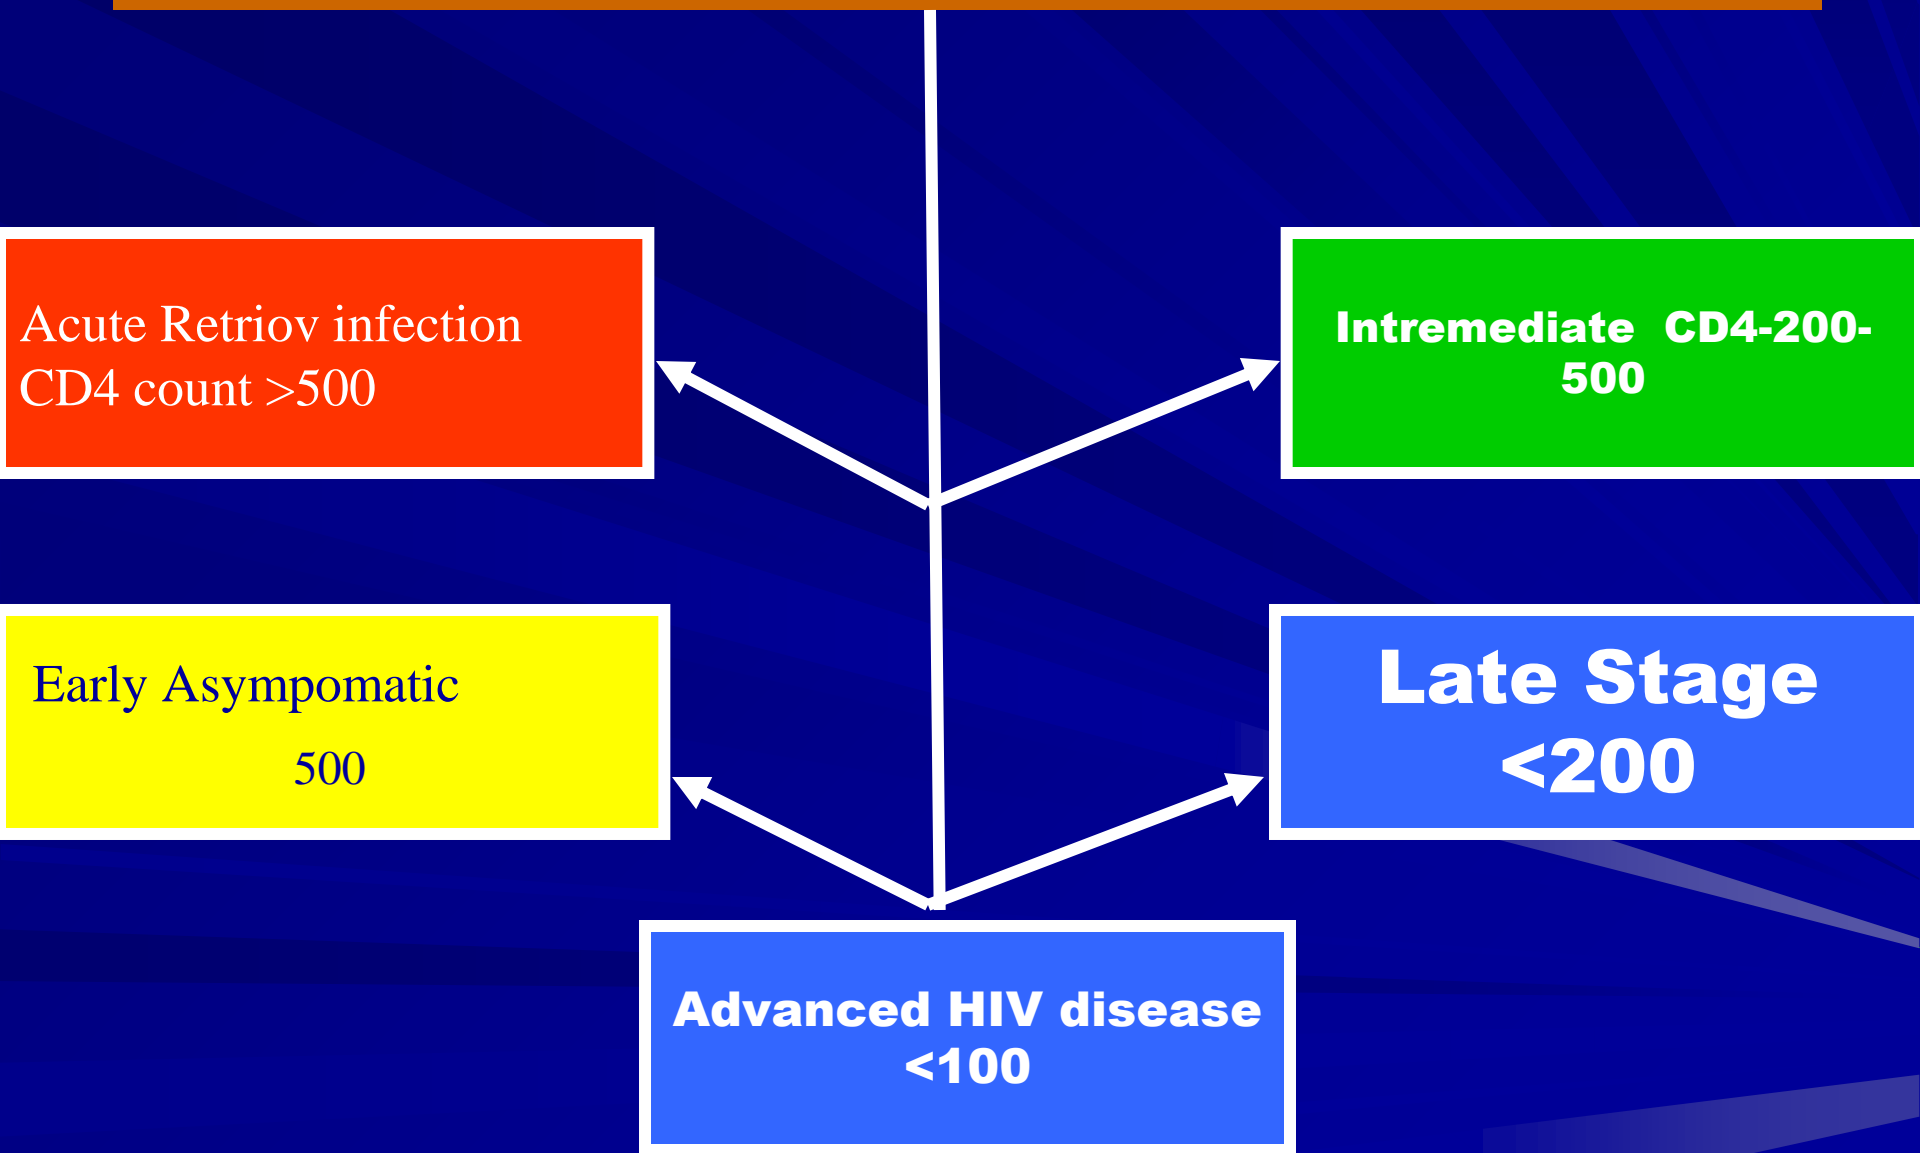 Acute Retriov infection
CD4 count >500
Intremediate  CD4-200-
500
Early Asympomatic
500
Late Stage
<200
Advanced HIV disease
<100